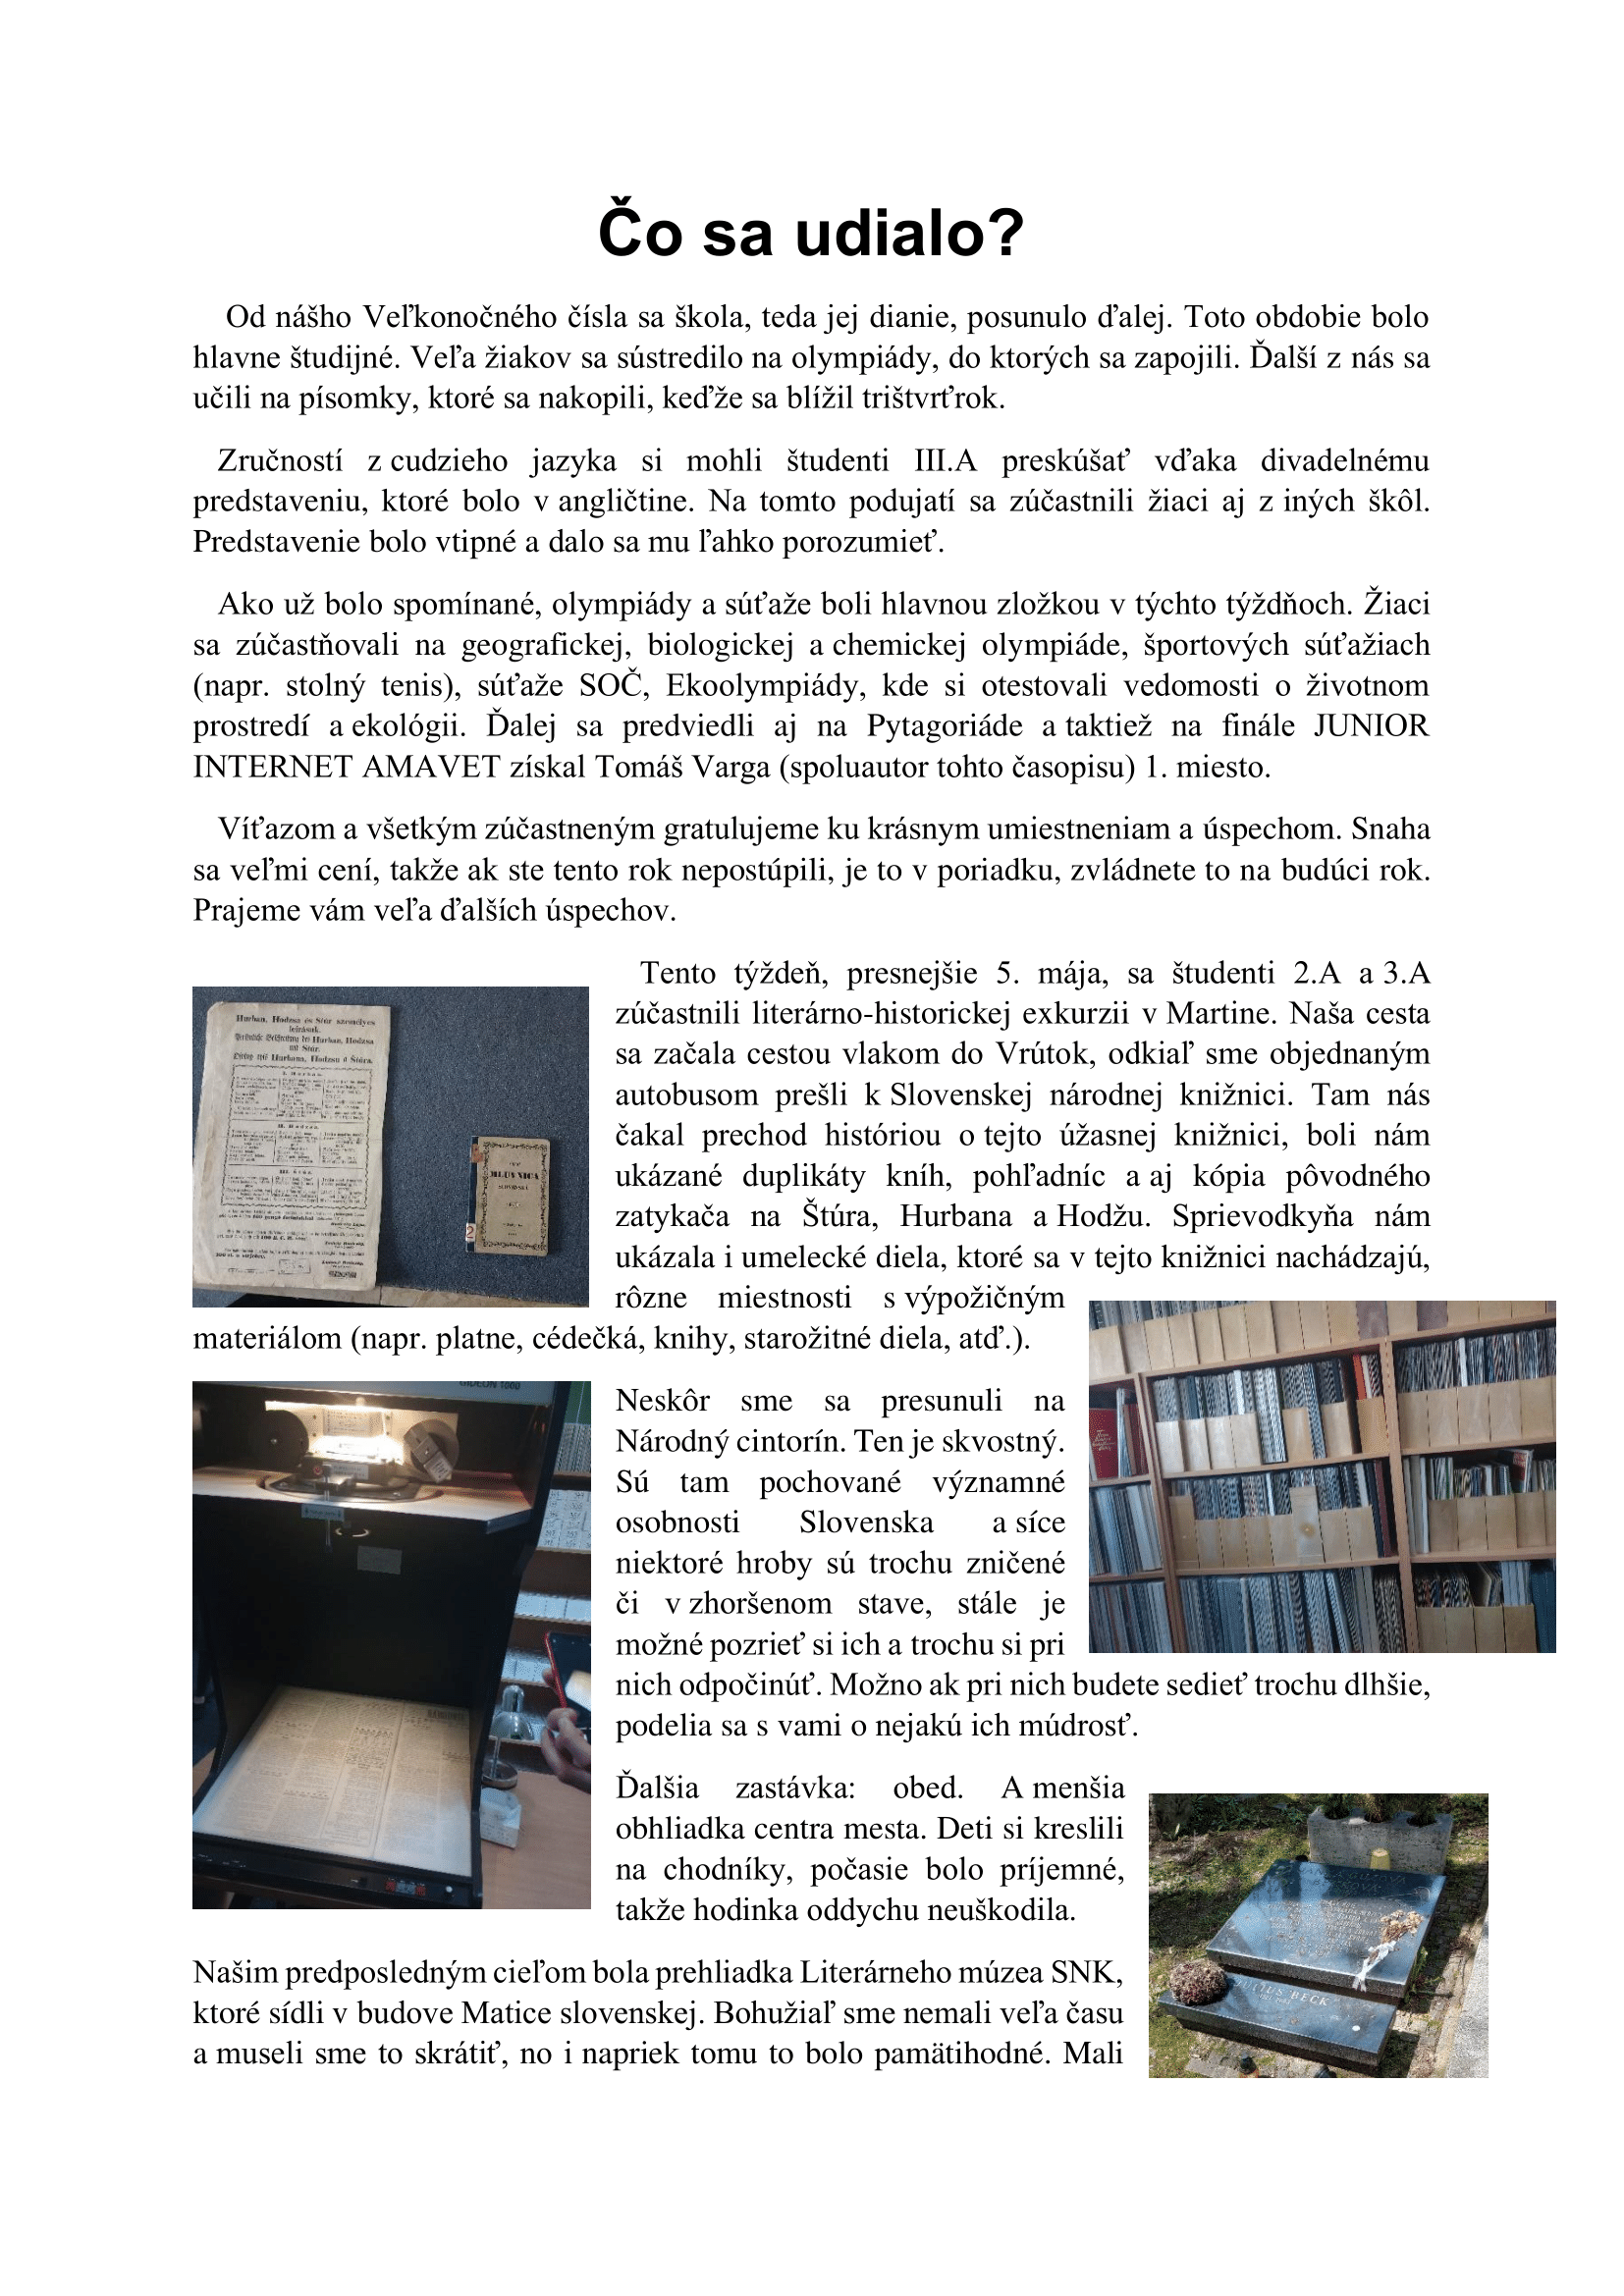 Čo sa udialo?
Od nášho Veľkonočného čísla sa škola, teda jej dianie, posunulo ďalej. Toto obdobie bolo
hlavne študijné. Veľa žiakov sa sústredilo na olympiády, do ktorých sa zapojili. Ďalší z nás sa
učili na písomky, ktoré sa nakopili, keďže sa blížil trištvrťrok.
Zručností z cudzieho jazyka si mohli študenti III.A preskúšať vďaka divadelnému
predstaveniu, ktoré bolo v angličtine. Na tomto podujatí sa zúčastnili žiaci aj z iných škôl.
Predstavenie bolo vtipné a dalo sa mu ľahko porozumieť.
Ako už bolo spomínané, olympiády a súťaže boli hlavnou zložkou v týchto týždňoch. Žiaci
sa zúčastňovali na geografickej, biologickej a chemickej olympiáde, športových súťažiach
(napr. stolný tenis), súťaže SOČ, Ekoolympiády, kde si otestovali vedomosti o životnom
prostredí a ekológii. Ďalej sa predviedli aj na Pytagoriáde a taktiež na finále JUNIOR
INTERNET AMAVET získal Tomáš Varga (spoluautor tohto časopisu) 1. miesto.
Víťazom a všetkým zúčastneným gratulujeme ku krásnym umiestneniam a úspechom. Snaha
sa veľmi cení, takže ak ste tento rok nepostúpili, je to v poriadku, zvládnete to na budúci rok.
Prajeme vám veľa ďalších úspechov.
Tento týždeň, presnejšie 5. mája, sa študenti 2.A a 3.A
zúčastnili literárno-historickej exkurzii v Martine. Naša cesta
sa začala cestou vlakom do Vrútok, odkiaľ sme objednaným
autobusom prešli k Slovenskej národnej knižnici. Tam nás
čakal prechod históriou o tejto úžasnej knižnici, boli nám
ukázané duplikáty kníh, pohľadníc a aj kópia pôvodného
zatykača na Štúra, Hurbana a Hodžu. Sprievodkyňa nám
ukázala i umelecké diela, ktoré sa v tejto knižnici nachádzajú,
rôzne miestnosti s výpožičným
materiálom (napr. platne, cédečká, knihy, starožitné diela, atď.).
Hurban, Hodzsa és Stúr személyes
leírásuk.
Neskôr sme sa presunuli na
Národný cintorín. Ten je skvostný.
Sú tam pochované významné
osobnosti Slovenska a síce
niektoré hroby sú trochu zničené
či v zhoršenom stave, stále je
možné pozrieť si ich a trochu si pri
nich odpočinúť. Možno ak pri nich budete sedieť trochu dlhšie,
podelia sa s vami o nejakú ich múdrosť.
Ďalšia zastávka: obed. A menšia
obhliadka centra mesta. Deti si kreslili
na chodníky, počasie bolo príjemné,
takže hodinka oddychu neuškodila.
Našim predposledným cieľom bola prehliadka Literárneho múzea SNK,
ktoré sídli v budove Matice slovenskej. Bohužiaľ sme nemali veľa času
a museli sme to skrátiť, no i napriek tomu to bolo pamätihodné. Mali
BECK